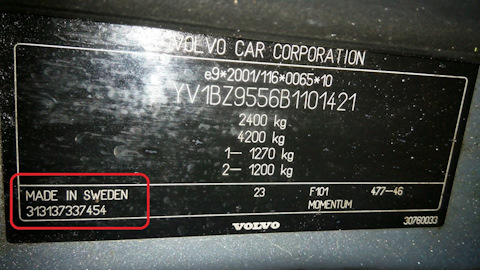 VOLVO CAR CORPORATION
e9*2001/116*0065*10
YV1BZ9556B1101421
2400 kg
4200 kg
1— 1270 kg
2— 1200 kg
MADE IN SWEDEN 23 F101 477—46
313137337454 MOMENTUM
VOLVO 30760033